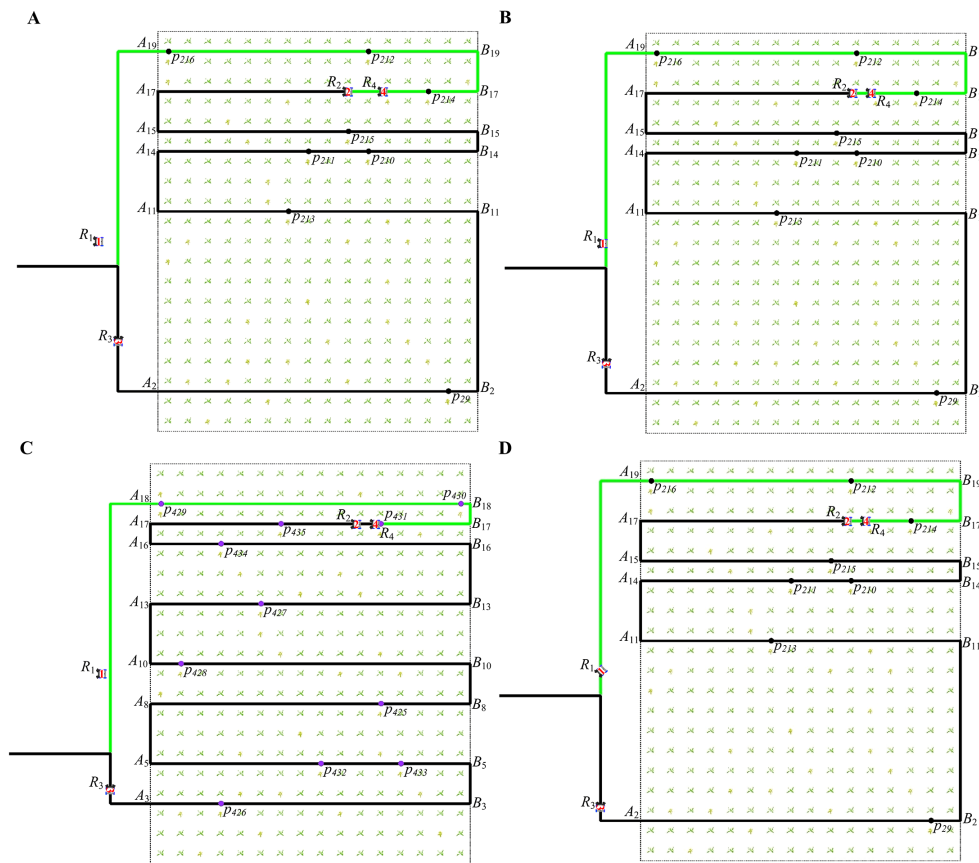 A
B
A19
B19
p216
p212
R2
R4
A17
B17
p214
A15
B15
p215
A14
B14
p211
p210
A11
B11
p213
R1
R3
A2
B2
p29
A19
B
p216
p212
R2
R4
A17
B
p214
A15
B
p215
A14
B
p211
p210
A11
B
p213
R1
R3
A2
B
p29
C
D
A18
B18
p429
p430
A17
R2
p431
B17
p435
R4
A16
B16
p434
A13
B13
p427
A10
B10
p428
R1
A8
B8
p425
A5
B5
p432
p433
R3
A3
B3
p426
A19
B19
p216
p212
R2
R4
A17
B17
p214
A15
B15
p215
A14
B14
p211
p210
A11
B11
p213
R1
R3
A2
B2
p29